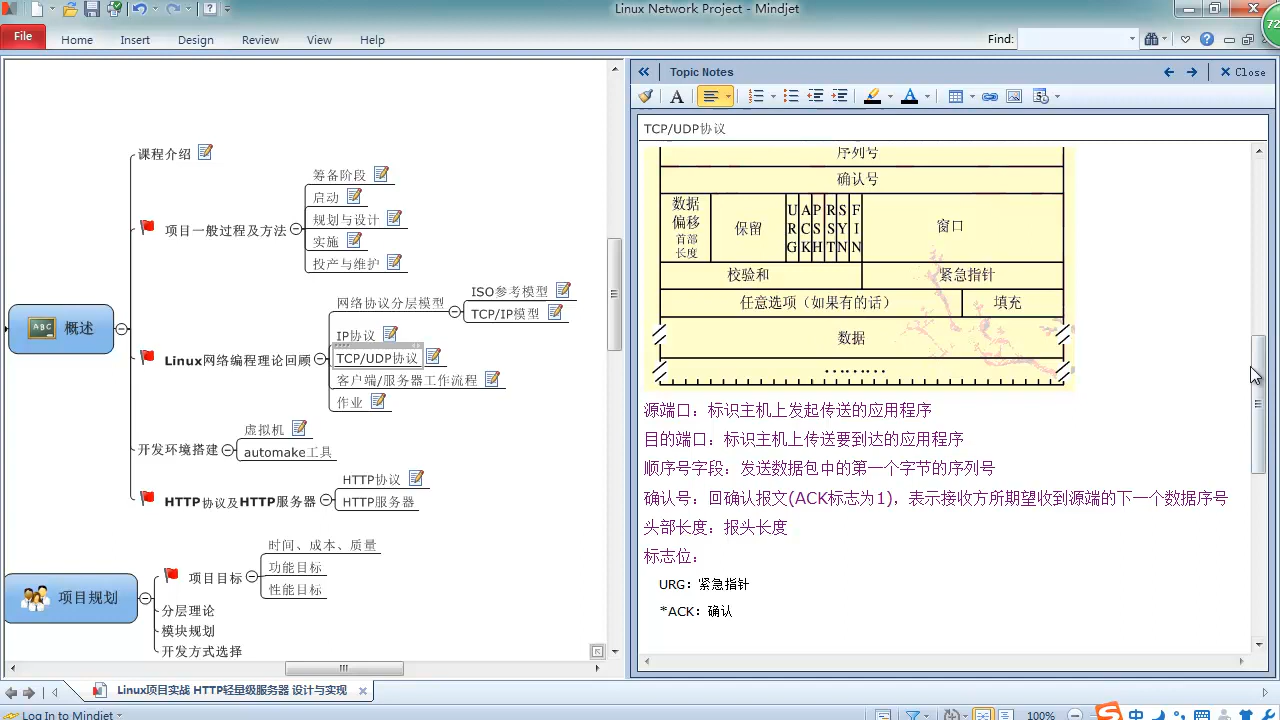 Linux Network Project - Mindjet
72
File
Home
Insert
Design
Review
View
Help
Find:
课程介绍
项目一般过程及方法
筹备阶段
启动
规划与设计
实施
投产与维护
概述
Linux网络编程理论回顾
网络协议分层模型
ISO参考模型
TCP/IP模型
IP协议
TCP/UDP协议
客户端/服务器工作流程
作业
开发环境搭建
虚拟机
automake工具
HTTP协议及HTTP服务器
HTTP协议
HTTP服务器
项目规划
项目目标
时间、成本、质量
功能目标
性能目标
分层理论
模块规划
开发方式选择
Topic Notes
Close
TCP/UDP协议
序列号
确认号
数据偏移
首部长度
保留
URG
ACK
PSH
RST
SYN
FIN
窗口
校验和
紧急指针
任意选项（如果有的话）
填充
数据
………
源端口：标识主机上发起传送的应用程序
目的端口：标识主机上传送要到达的应用程序
顺序号字段：发送数据包中的第一个字节的序列号
确认号：回确认报文(ACK标志为1)，表示接收方所期望收到源端的下一个数据序号
头部长度：报头长度
标志位：
URG：紧急指针
*ACK：确认
Linux项目实战 HTTP轻量级服务器 设计与实现
Log In to Mindjet
100%
中